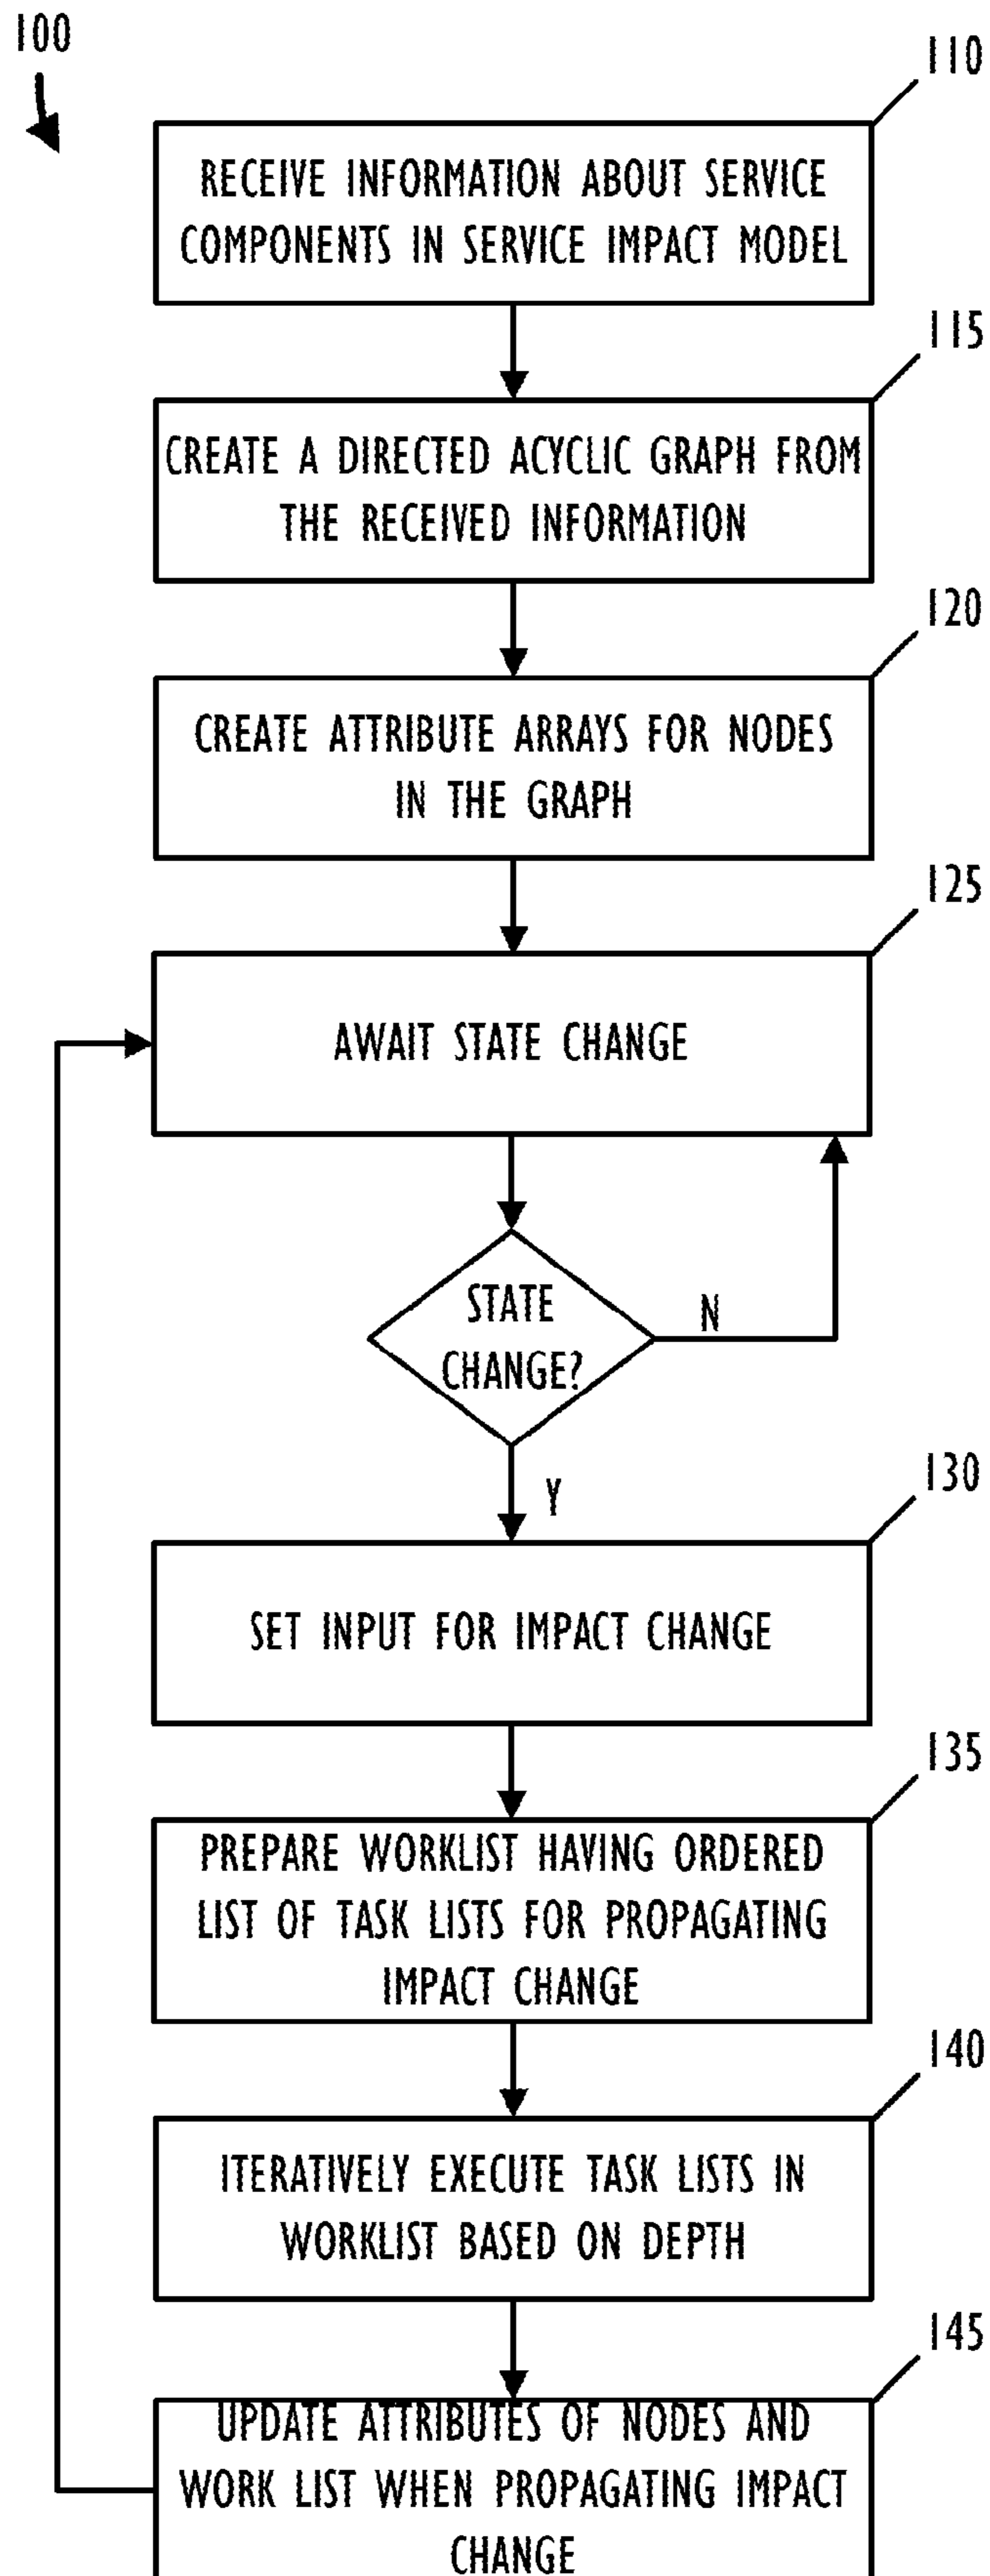 100
110
RECEIVE INFORMATION ABOUT SERVICE
COMPONENTS IN SERVICE IMPACT MODEL
115
CREATE A DIRECTED ACYCLIC GRAPH FROM
THE RECEIVED INFORMATION
120
CREATE ATTRIBUTE ARRAYS FOR NODES
IN THE GRAPH
125
AWAIT STATE CHANGE
STATE
CHANGE?
N
Y
130
SET INPUT FOR IMPACT CHANGE
135
PREPARE WORKLIST HAVING ORDERED
LIST OF TASK LISTS FOR PROPAGATING
IMPACT CHANGE
140
ITERATIVELY EXECUTE TASK LISTS IN
WORKLIST BASED ON DEPTH
145
UPDATE ATTRIBUTES OF NODES AND
WORK LIST WHEN PROPAGATING IMPACT
CHANGE